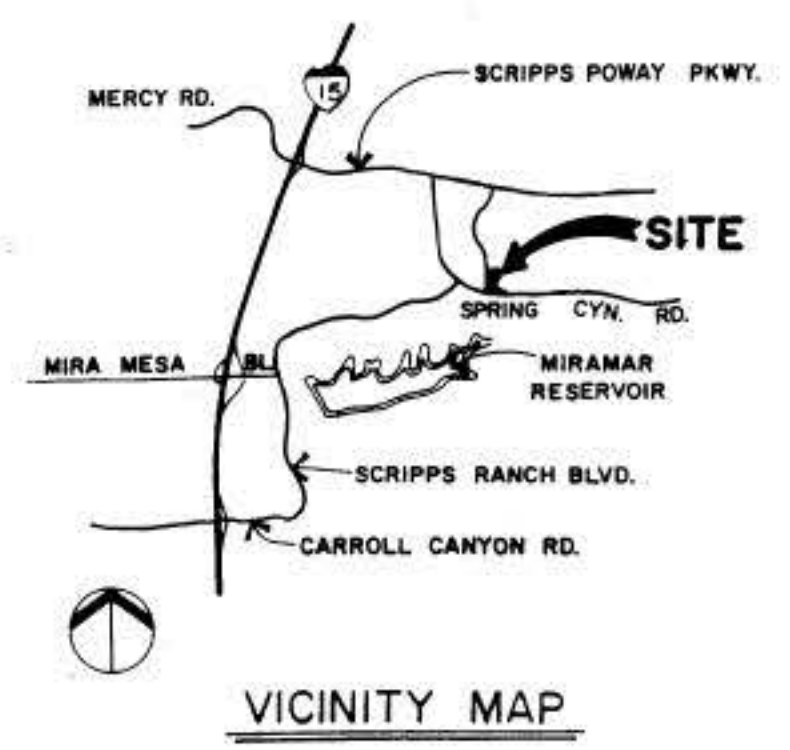 SCRIPPS POWAY PKWY.
MERCY RD.
15
SITE
SPRING CYN. RD.
MIRA MESA BL
MIRAMAR
RESERVOIR
SCRIPPS RANCH BLVD.
CARROLL CANYON RD.
VICINITY MAP